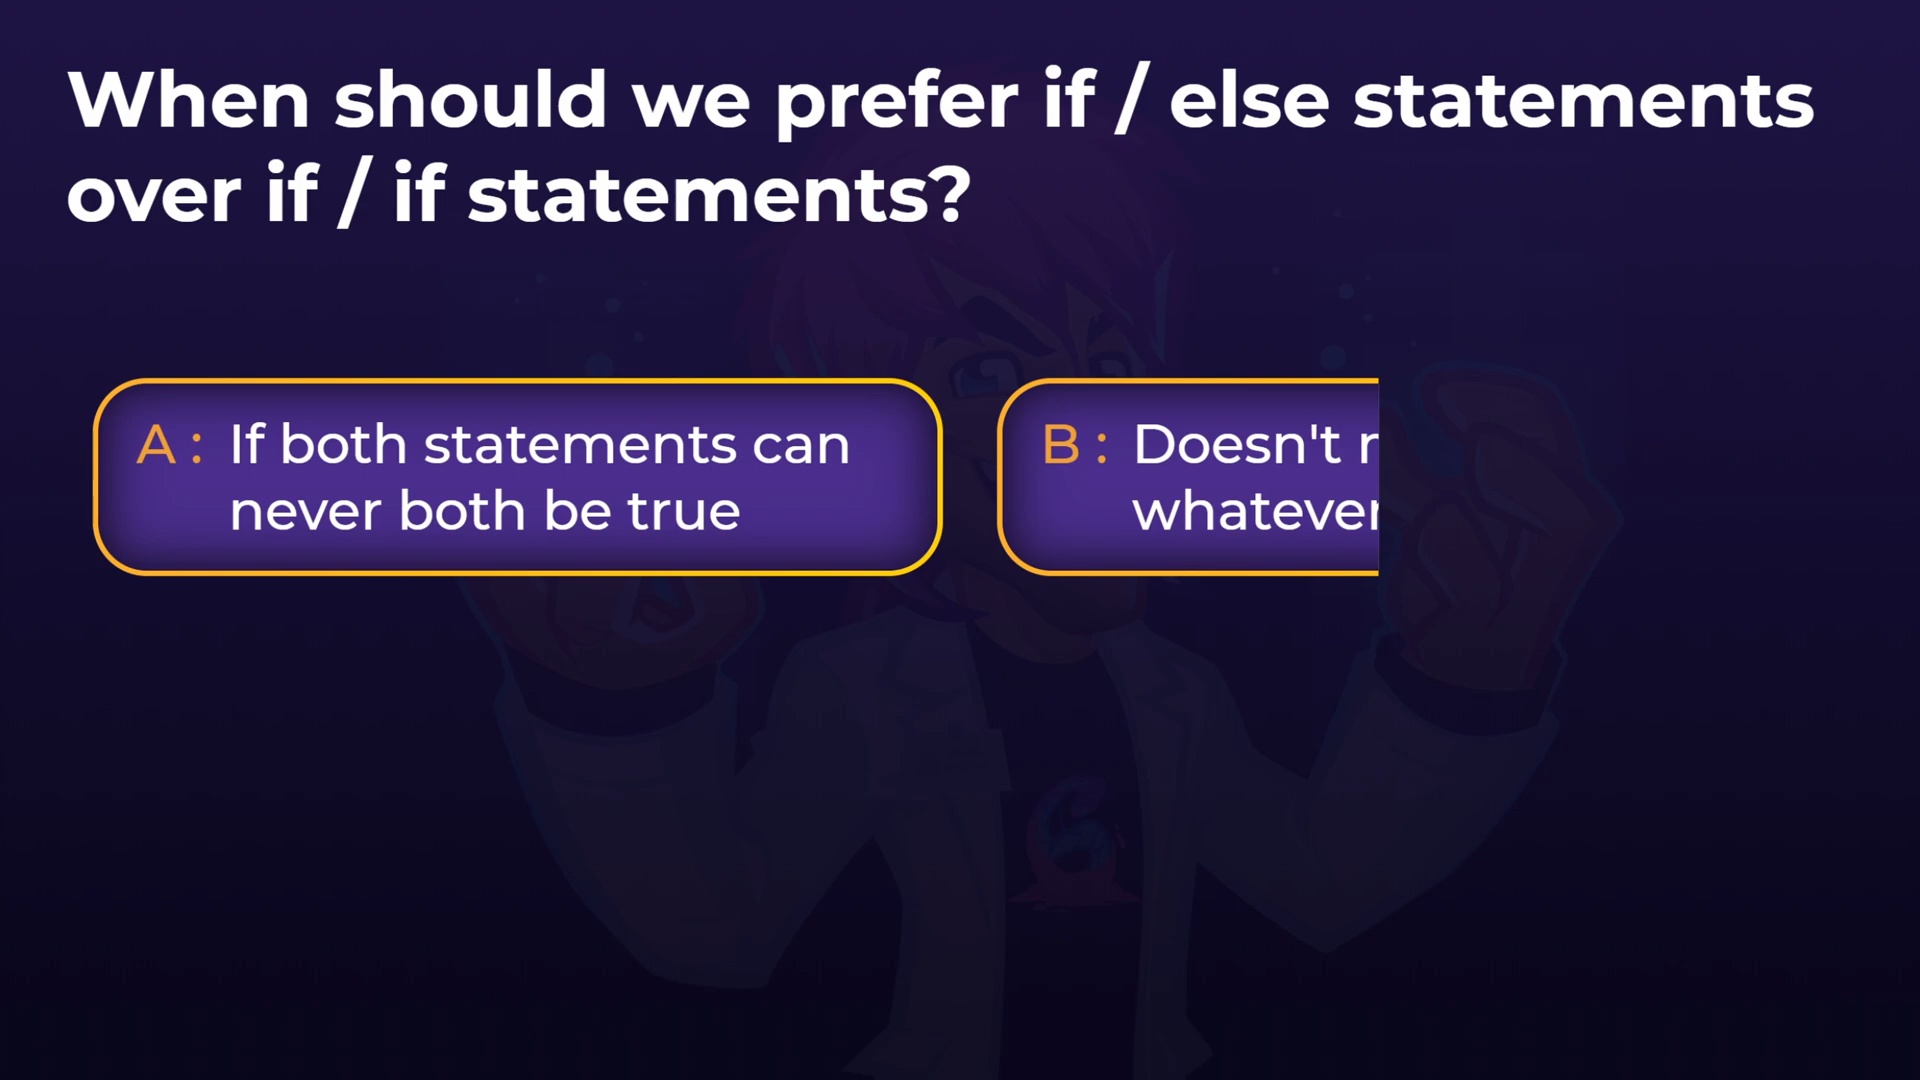 When should we prefer if / else statements
over if / if statements?
A : If both statements can
never both be true
B : Doesn't
whatever